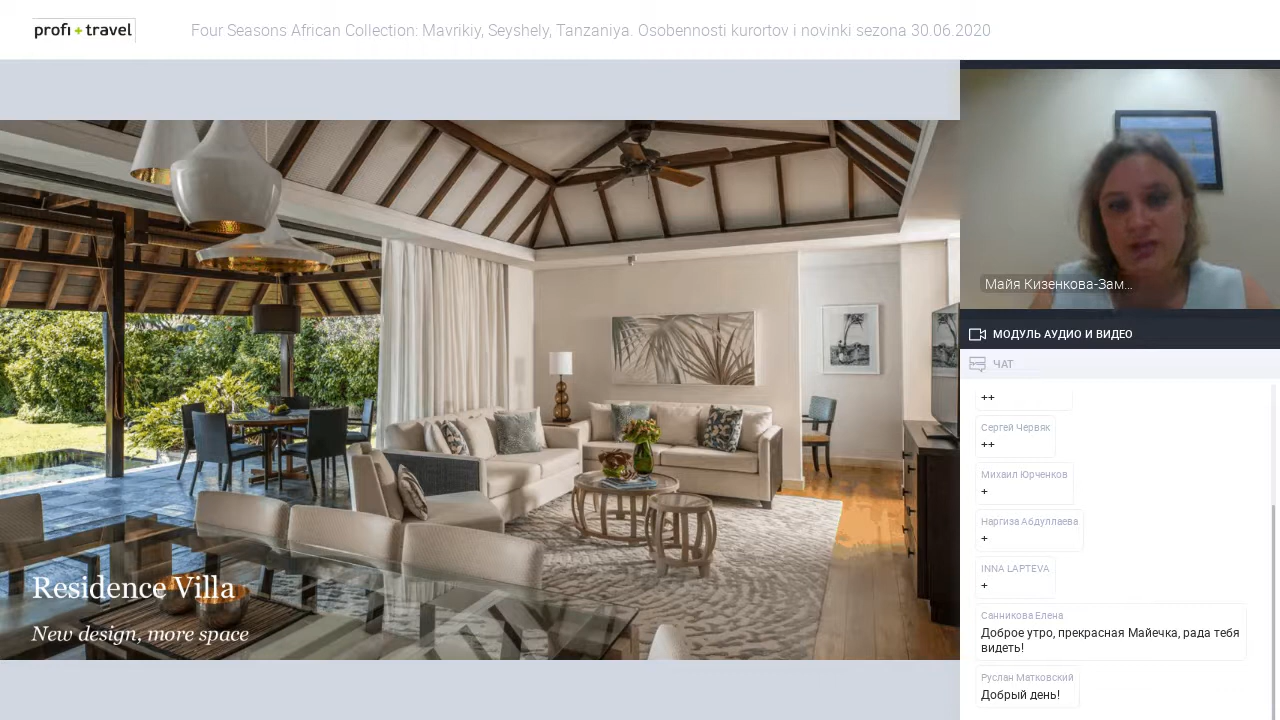 profi + travel
Four Seasons African Collection: Mavrikiy, Seyshely, Tanzaniya. Osobennosti kurortov i novinki sezona 30.06.2020
Residence Villa
New design, more space
Майя Кизенкова-Зам...
МОДУЛЬ АУДИО И ВИДЕО
ЧАТ
++
Сергей Червяк
++
Михаил Юрченков
+
Наргиза Абдуллаева
+
INNA LAPTEVA
+
Санникова Елена
Доброе утро, прекрасная Майечка, рада тебя
видеть!
Руслан Матковский
Добрый день!